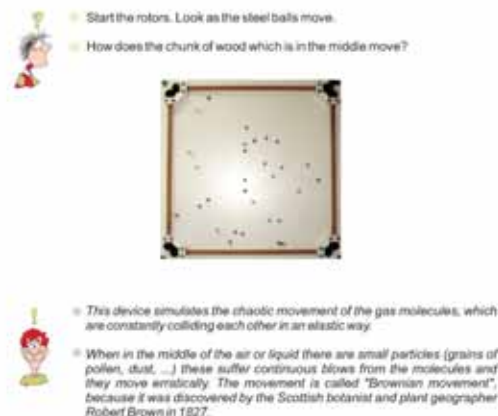 Start the rotors. Look as the steel balls move.
How does the chunk of wood which is in the middle move?
This device simulates the chaotic movement of the gas molecules, which
are constantly colliding each other in an elastic way.
When in the middle of the air or liquid there are small particles (grains of
pollen, dust, ...) these suffer continuous blows from the molecules and
they move erratically. The movement is called "Brownian movement",
because it was discovered by the Scottish botanist and plant geographer
Robert Brown in 1827.